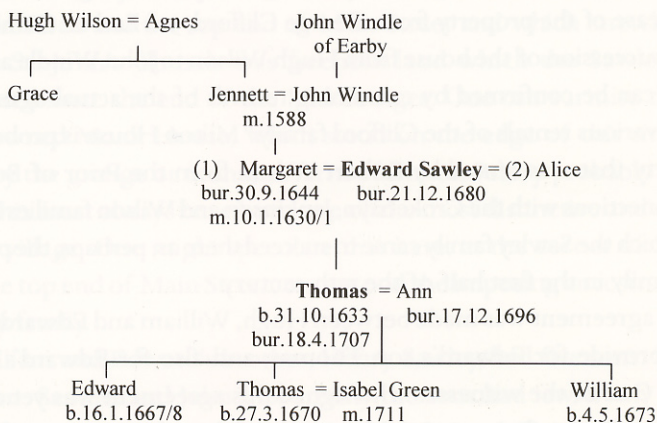 Hugh Wilson = Agnes John Windle
of Earby
Grace Jennett = John Windle
m.1588
(1) Margaret = Edward Sawley = (2) Alice
bur.30.9.1644 bur.21.12.1680
m.10.1.1630/1
Thomas = Ann
b.31.10.1633 bur.17.12.1696
bur.18.4.1707
Edward Thomas = Isabel Green William
b.16.1.1667/8 b.27.3.1670 m.1711 b.4.5.1673